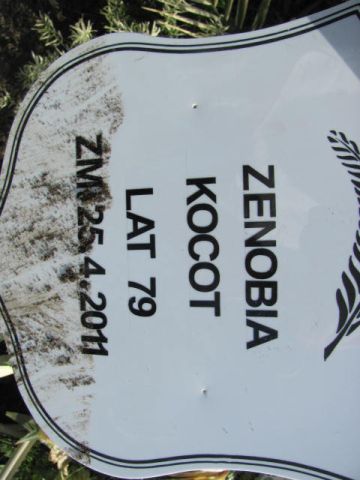 ZENOBIA
KOCOT
LAT 79
ZM. 25.4.2011